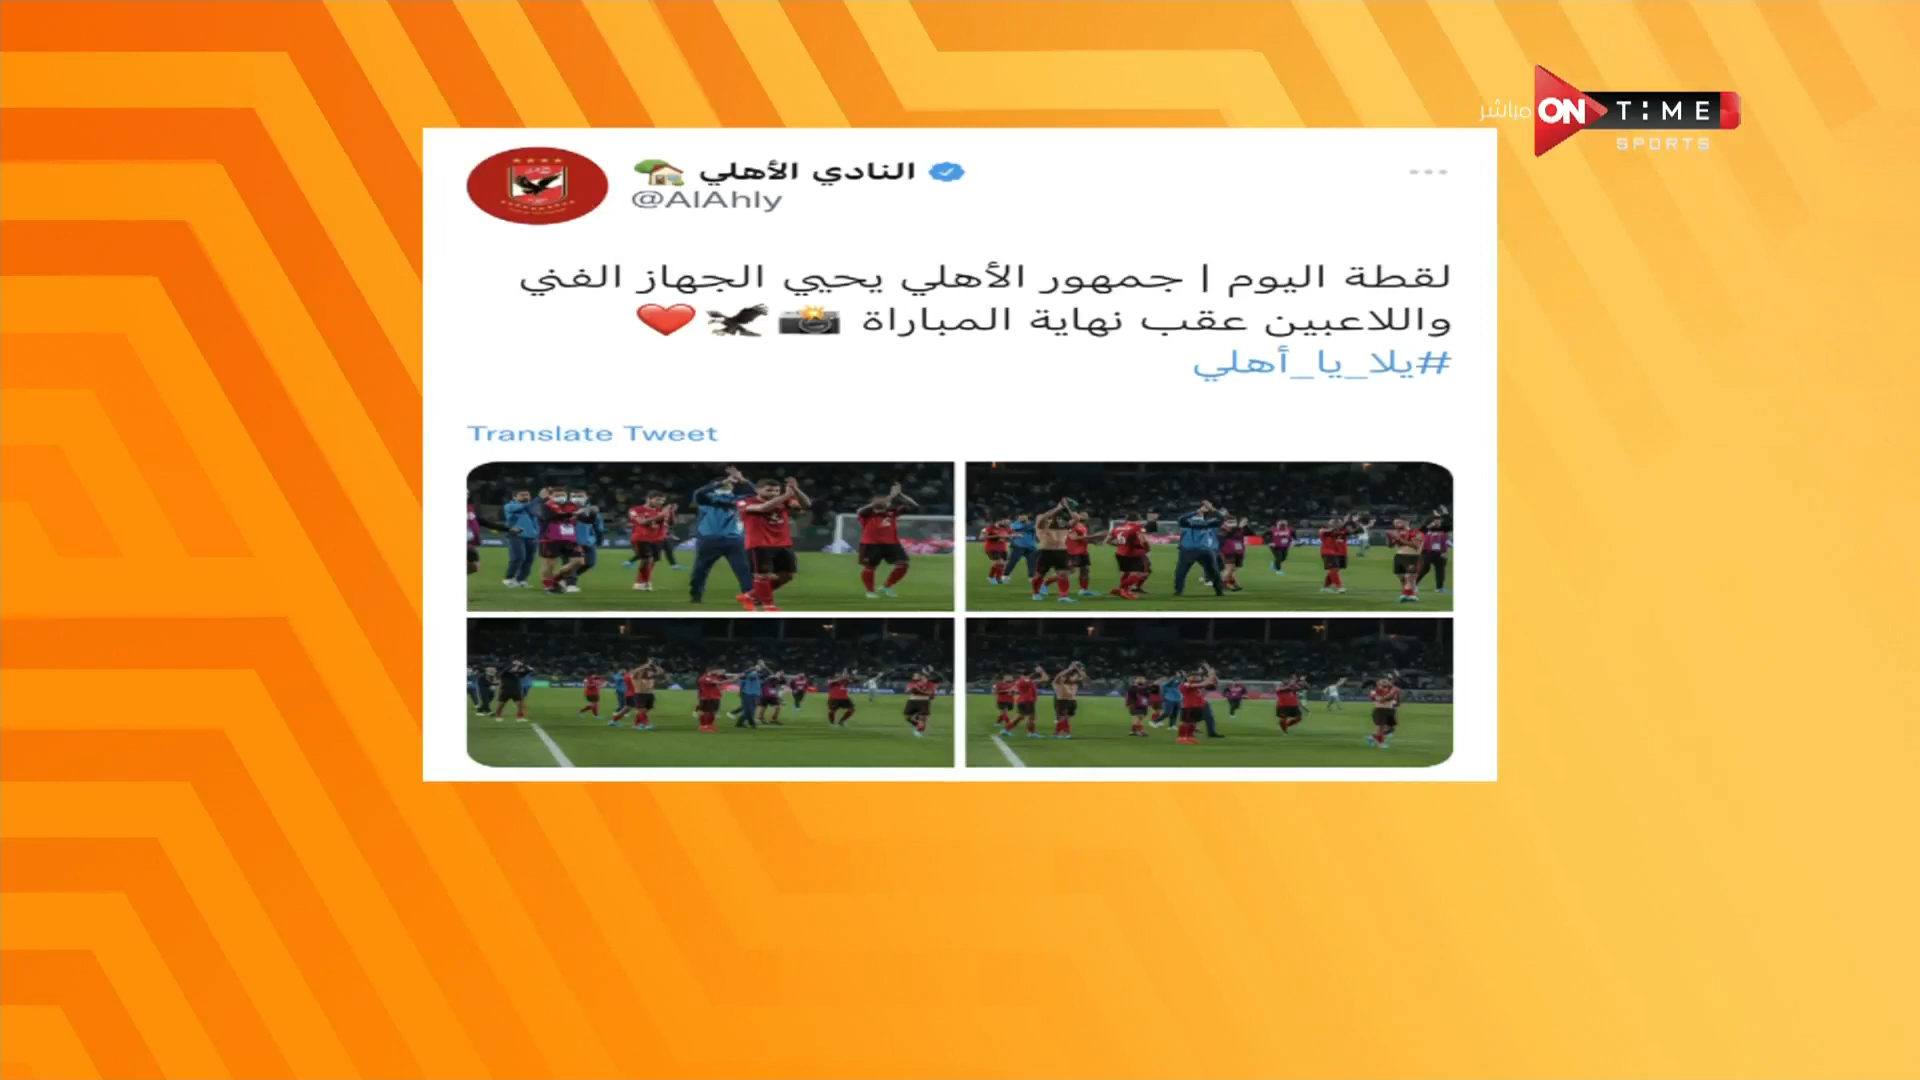 مباشر ON TIME
SPORTS
النادي الأهلي
@AlAhly
لقطة اليوم | جمهور الأهلي يحيي الجهاز الفني
واللاعبين عقب نهاية المباراة
#يلا_يا_أهلي
Translate Tweet